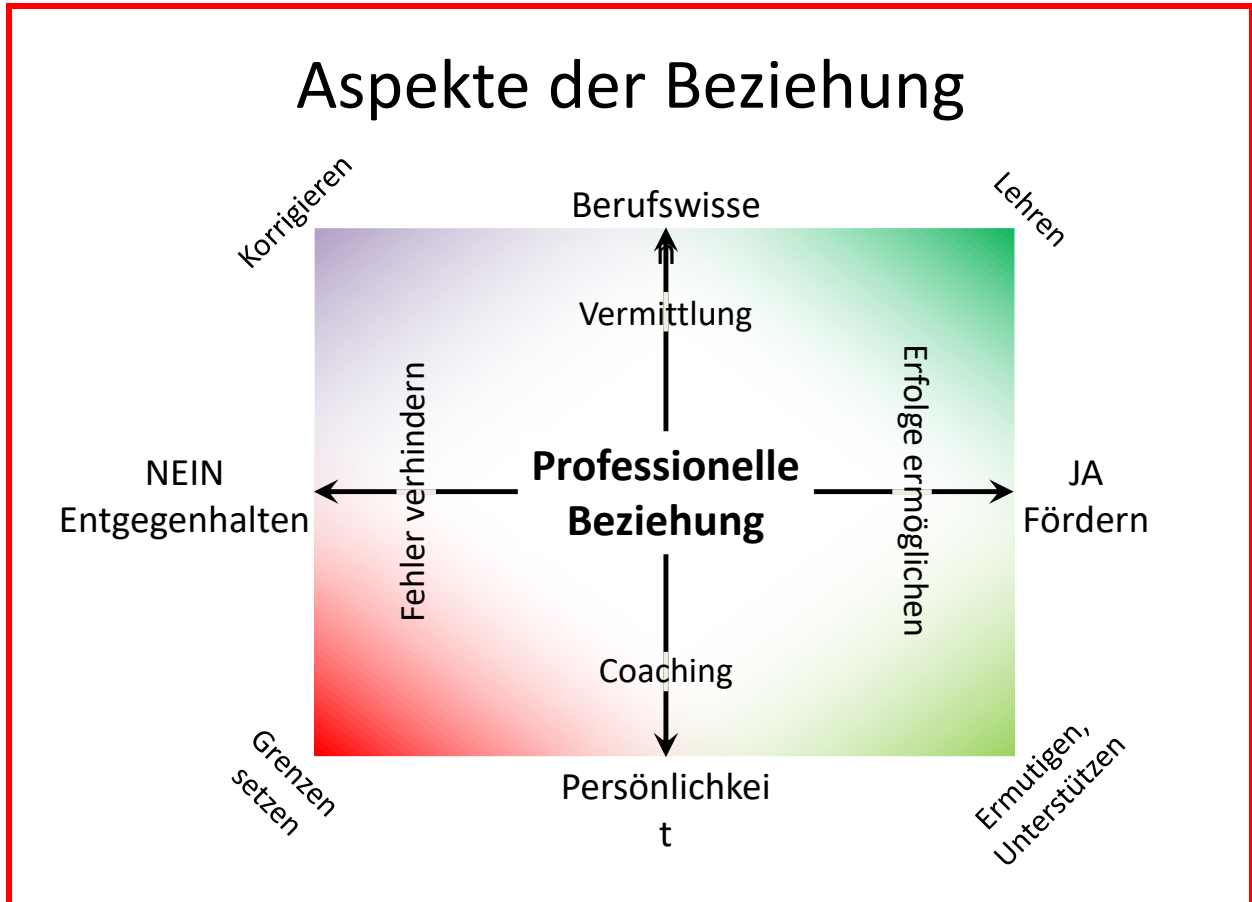 Aspekte der Beziehung
Korrigieren
Berufswisse
n
Lehren
Vermittlung
Fehler verhindern
Erfolge ermöglichen
NEIN
Entgegenhalten
Professionelle
Beziehung
JA
Fördern
Coaching
Grenzen
setzen
Persönlichkei
t
Ermutigen,
Unterstützen